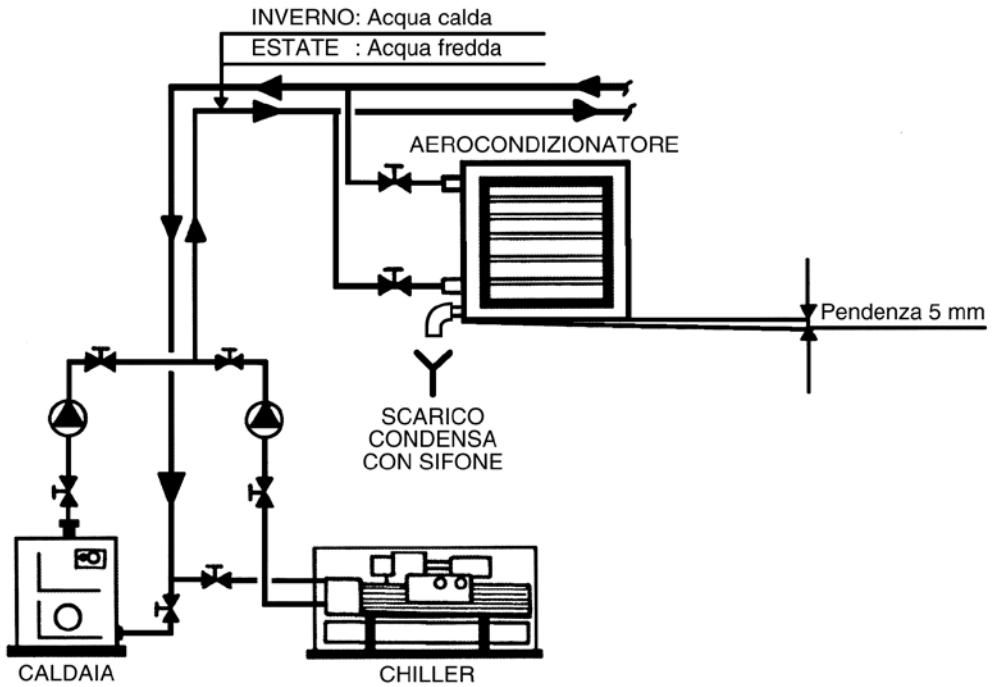 INVERNO: Acqua calda
ESTATE : Acqua fredda
AEROCONDIZIONATORE
Pendenza 5 mm
SCARICO
CONDENSA
CON SIFONE
CALDAIA
CHILLER